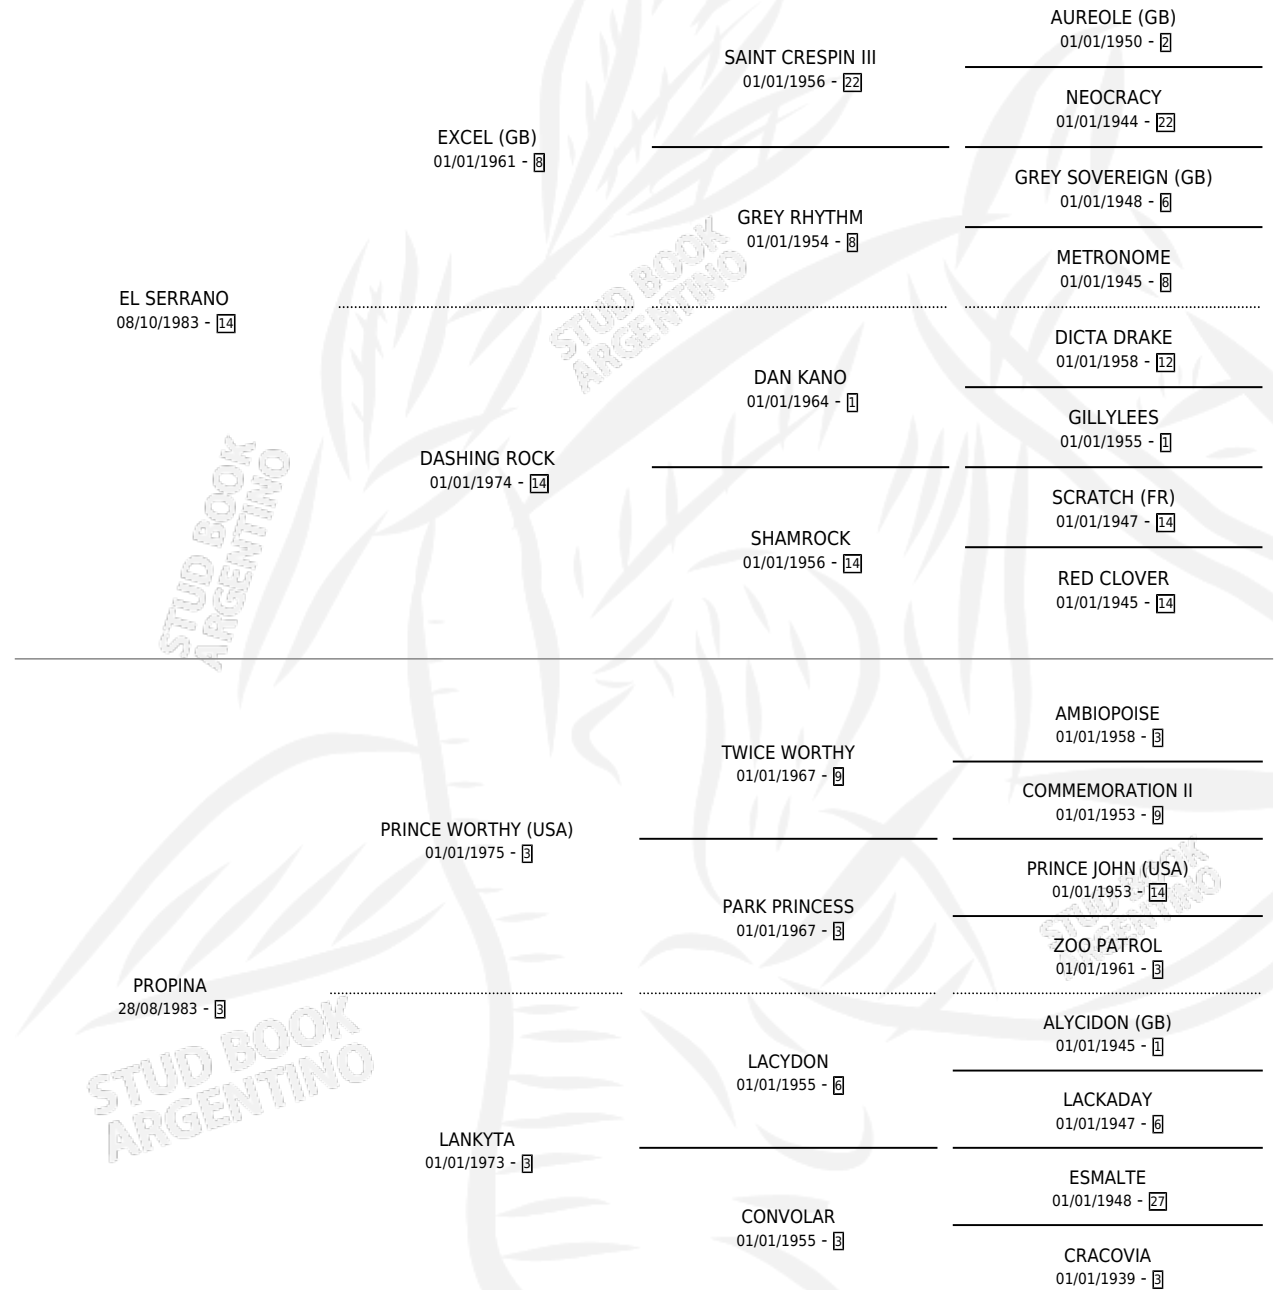 AUREOLE (GB)
01/01/1950 - 2
SAINT CRESPIN III
01/01/1956 - 22
NEOCRACY
01/01/1944 - 22
EXCEL (GB)
01/01/1961 - 8
GREY SOVEREIGN (GB)
01/01/1948 - 6
GREY RHYTHM
01/01/1954 - 8
METRONOME
01/01/1945 - 8
EL SERRANO
08/10/1983 - 14
DICTA DRAKE
01/01/1958 - 12
DAN KANO
01/01/1964 - 1
GILLYLEES
01/01/1955 - 1
DASHING ROCK
01/01/1974 - 14
SCRATCH (FR)
01/01/1947 - 14
SHAMROCK
01/01/1956 - 14
RED CLOVER
01/01/1945 - 14
AMBIOPOISE
01/01/1958 - 3
TWICE WORTHY
01/01/1967 - 9
COMMEMORATION II
01/01/1953 - 9
PRINCE WORTHY (USA)
01/01/1975 - 3
PRINCE JOHN (USA)
01/01/1953 - 14
PARK PRINCESS
01/01/1967 - 3
ZOO PATROL
01/01/1961 - 3
PROPINA
28/08/1983 - 3
ALYCIDON (GB)
01/01/1945 - 1
LACYDON
01/01/1955 - 6
LACKADAY
01/01/1947 - 6
LANKYTA
01/01/1973 - 3
ESMALTE
01/01/1948 - 27
CONVOLAR
01/01/1955 - 3
CRACOVIA
01/01/1939 - 3
STUD BOOK
ARGENTINO
STUD BOOK
ARGENTINO
STUD BOOK
ARGENTINO
STUD BOOK
ARGENTINO